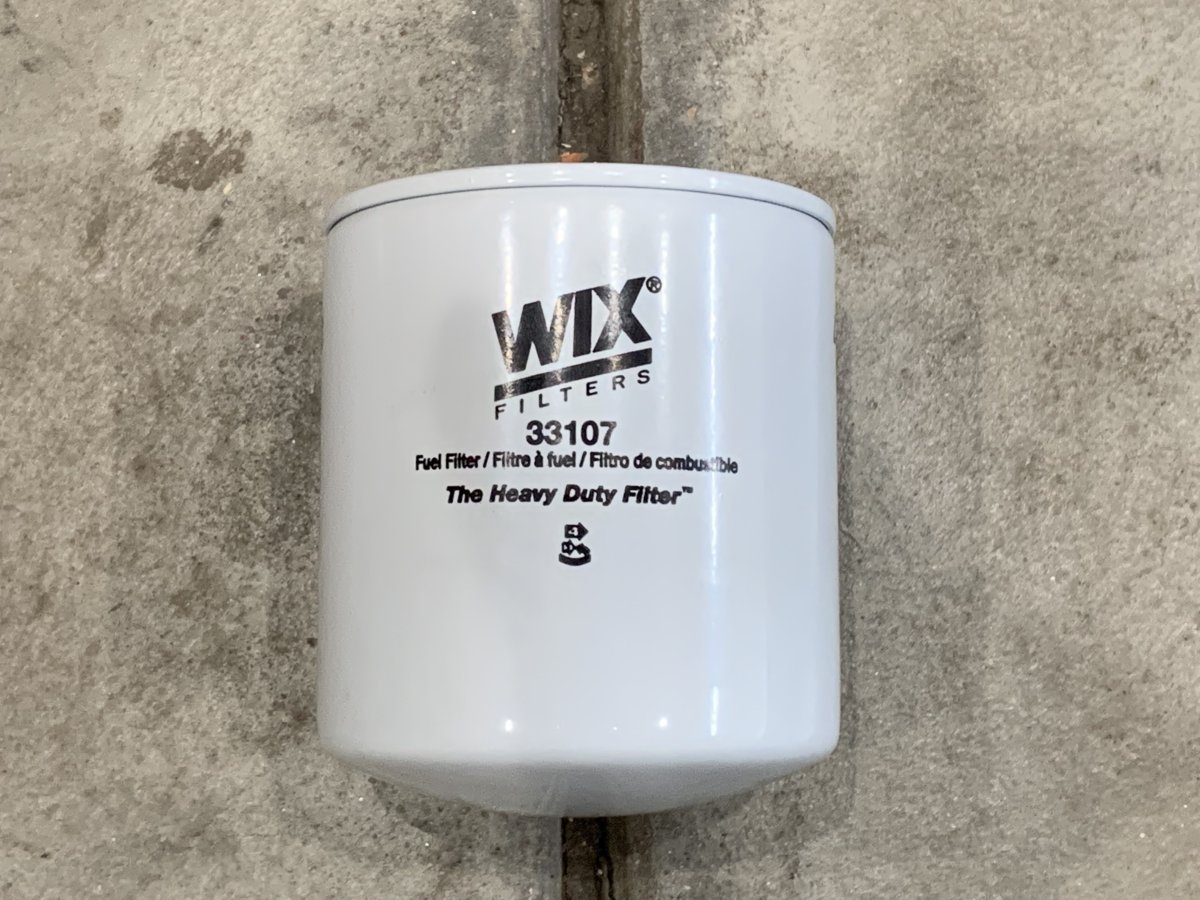 WIX®
FILTERS
33107
Fuel Filter / Filtre à fuel / Filtro de combustible
The Heavy Duty Filter™